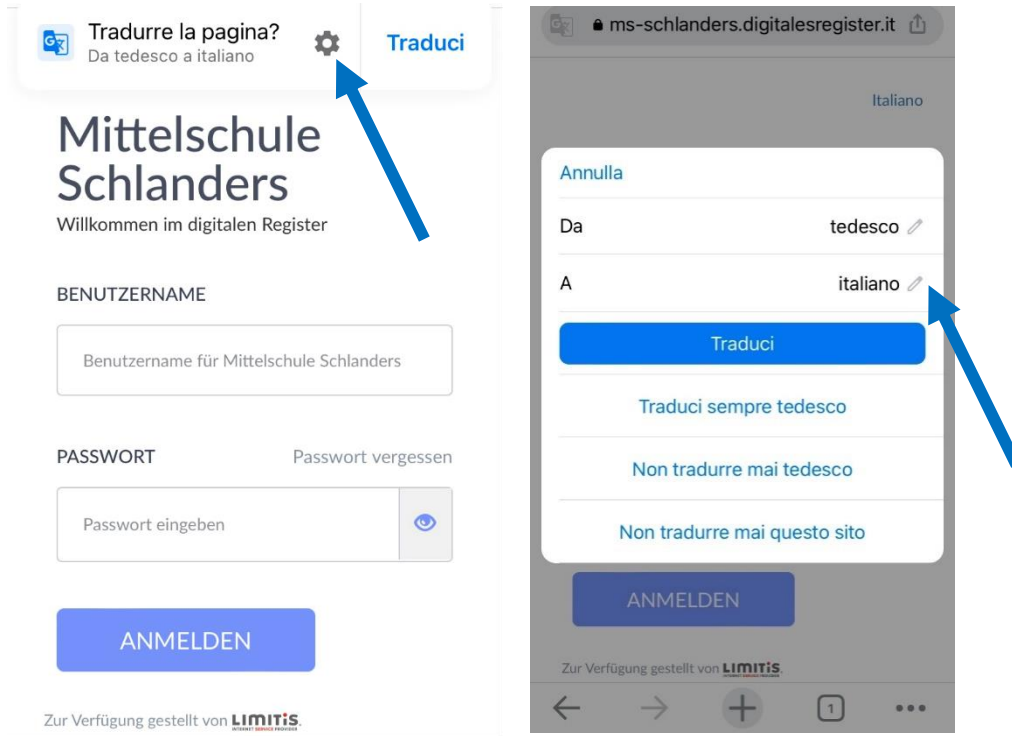 Tradurre la pagina?
Da tedesco a italiano
Traduci
Mittelschule
Schlanders
Willkommen im digitalen Register
BENUTZERNAME
Benutzername für Mittelschule Schlanders
PASSWORT Passwort vergessen
Passwort eingeben
ANMELDEN
Zur Verfügung gestellt von LIMITIS.
INTERNET SERVICE PROVIDER
ms-schlanders.digitalesregister.it
Italiano
Annulla
Da tedesco
A italiano
Traduci
Traduci sempre tedesco
Non tradurre mai tedesco
Non tradurre mai questo sito
ANMELDEN
Zur Verfügung gestellt von LIMITIS.
1